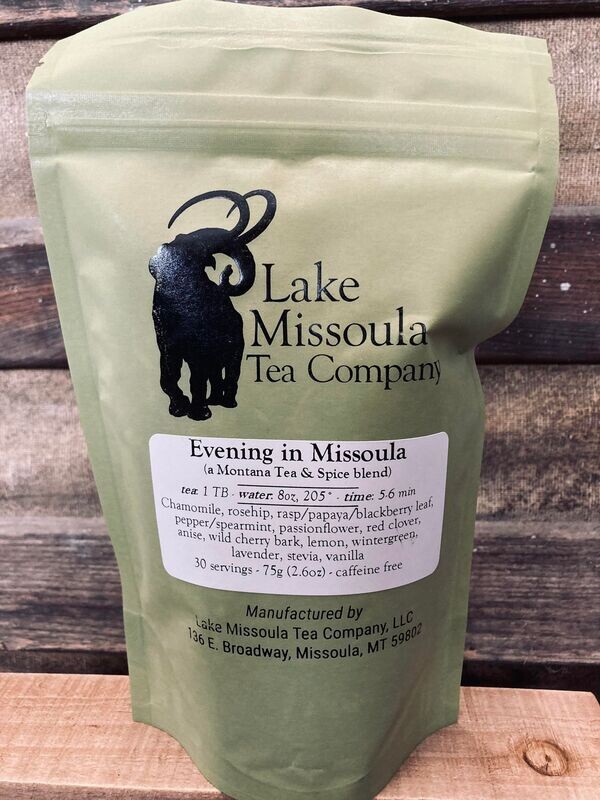 Lake
Missoula
Tea Company
Evening in Missoula
(a Montana Tea & Spice blend)
tea: 1 TB - water: 8oz, 205° - time: 5-6 min
Chamomile, rosehip, rasp/papaya/blackberry leaf,
pepper/spearmint, passionflower, red clover,
anise, wild cherry bark, lemon, wintergreen,
lavender, stevia, vanilla
30 servings - 75g (2.6oz) - caffeine free
Manufactured by
Lake Missoula Tea Company, LLC
136 E. Broadway, Missoula, MT 59802